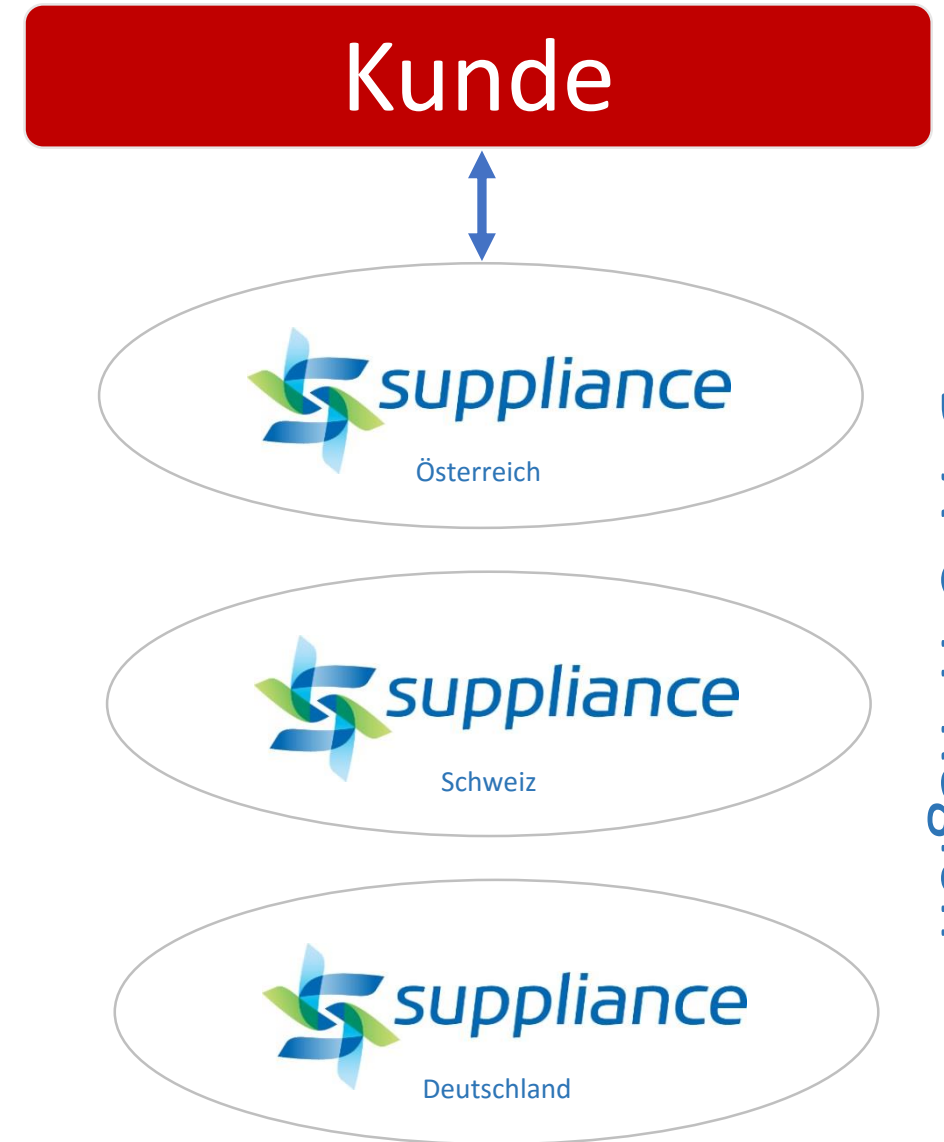 Kunde
suppliance
Österreich
suppliance
Schweiz
suppliance
Deutschland